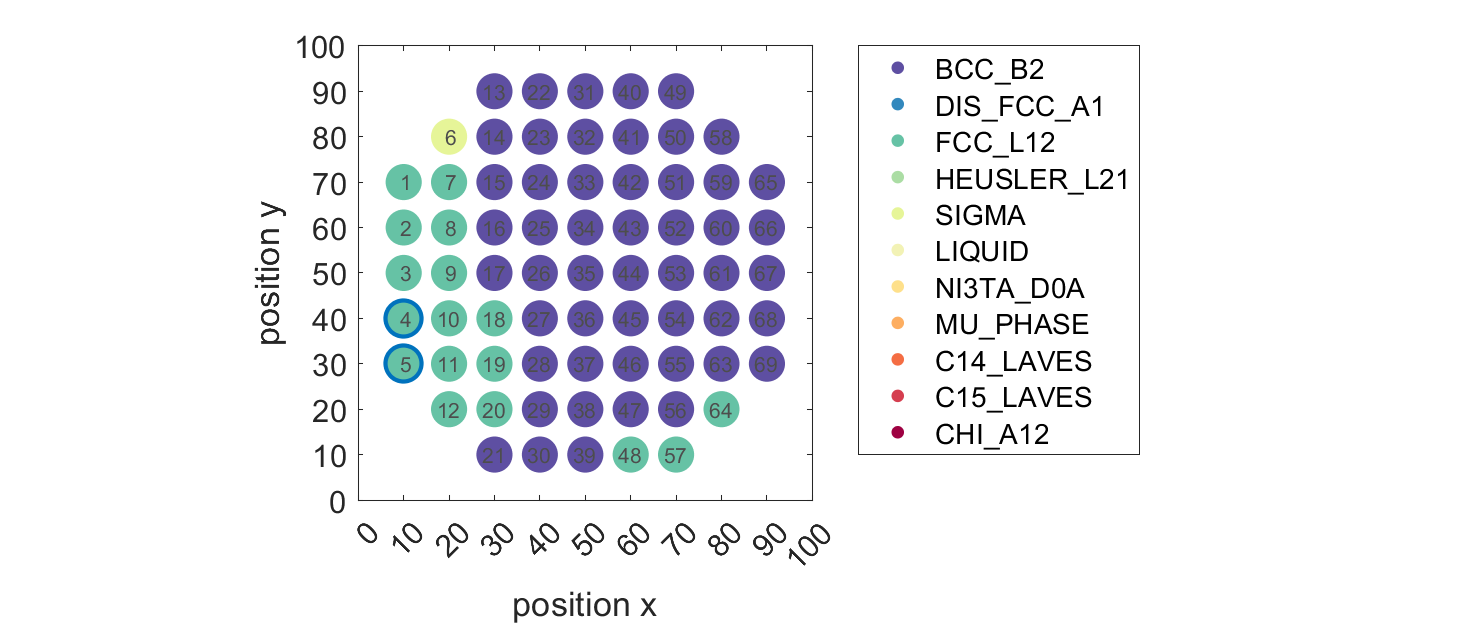 100
90 13 22 31 40 49
80 6 14 23 32 41 50 58
70 1 7 15 24 33 42 51 59 65
60 2 8 16 25 34 43 52 60 66
50 3 9 17 26 35 44 53 61 67
40 4 10 18 27 36 45 54 62 68
30 5 11 19 28 37 46 55 63 69
20 12 20 29 38 47 56 64
10 21 30 39 48 57
0
0 10 20 30 40 50 60 70 80 90 100
position x
position y
BCC_B2
DIS_FCC_A1
FCC_L12
HEUSLER_L21
SIGMA
LIQUID
NI3TA_D0A
MU_PHASE
C14_LAVES
C15_LAVES
CHI_A12